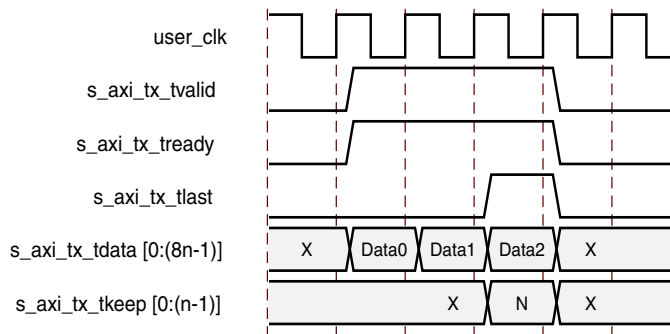 user_clk
s_axi_tx_tvalid
s_axi_tx_tready
s_axi_tx_tlast
s_axi_tx_tdata [0:(8n-1)] X Data0 Data1 Data2 X
s_axi_tx_tkeep [0:(n-1)] X N X